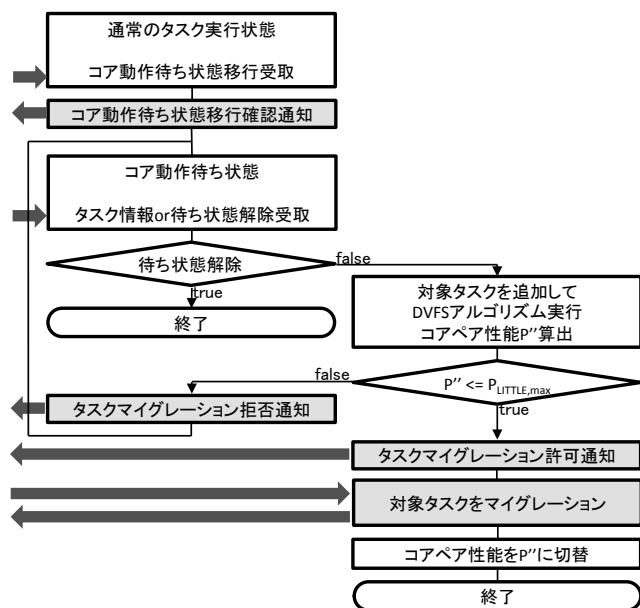 通常のタスク実行状態
コア動作待ち状態移行受取
コア動作待ち状態移行確認通知
コア動作待ち状態
タスク情報or待ち状態解除受取
待ち状態解除
false
true
終了
対象タスクを追加して
DVFSアルゴリズム実行
コアペア性能P''算出
P'' <= PLITTLE,max
false
true
タスクマイグレーション拒否通知
タスクマイグレーション許可通知
対象タスクをマイグレーション
コアペア性能をP''に切替
終了